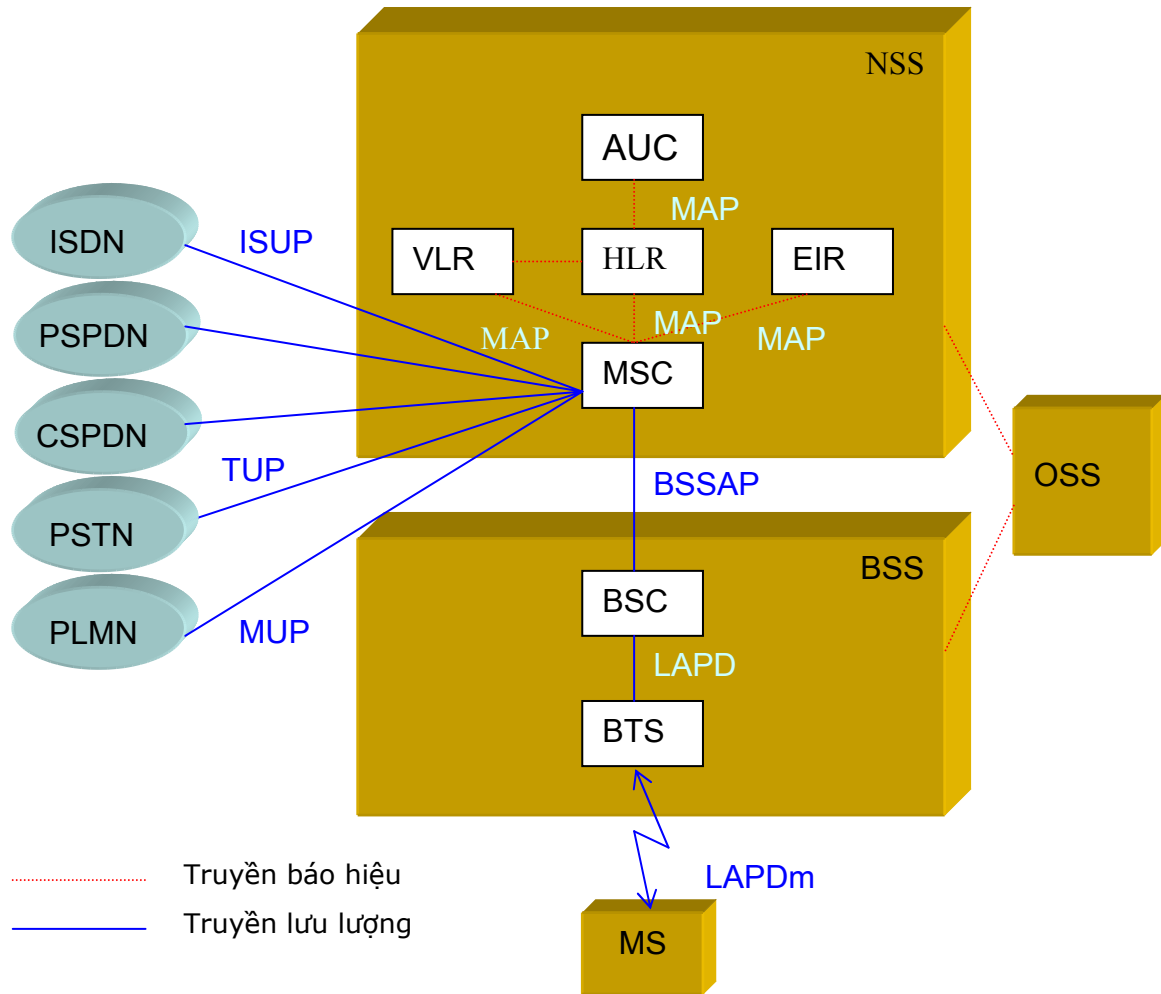 NSS
AUC
MAP
ISDN
ISUP
VLR
HLR
EIR
PSPDN
MAP
MAP
MAP
MSC
CSPDN
TUP
BSSAP
OSS
PSTN
BSS
BSC
PLMN
MUP
LAPD
BTS
Truyền báo hiệu
LAPDm
Truyền lưu lượng
MS